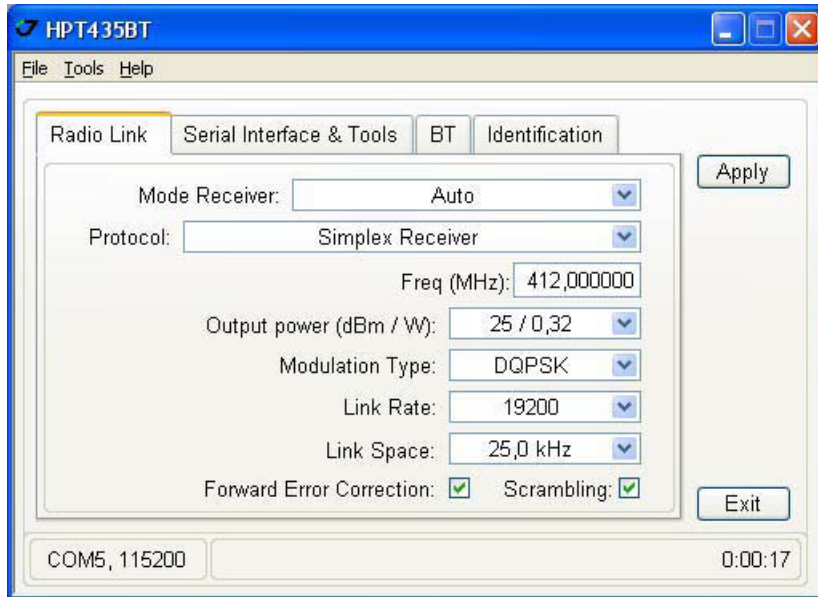 HPT435BT
File Tools Help
Radio Link Serial Interface & Tools BT Identification
Apply
Mode Receiver: Auto
Protocol: Simplex Receiver
Freq (MHz): 412,000000
Output power (dBm / W): 25 / 0,32
Modulation Type: DQPSK
Link Rate: 19200
Link Space: 25,0 kHz
Forward Error Correction: Scrambling:
Exit
COM5, 115200 0:00:17